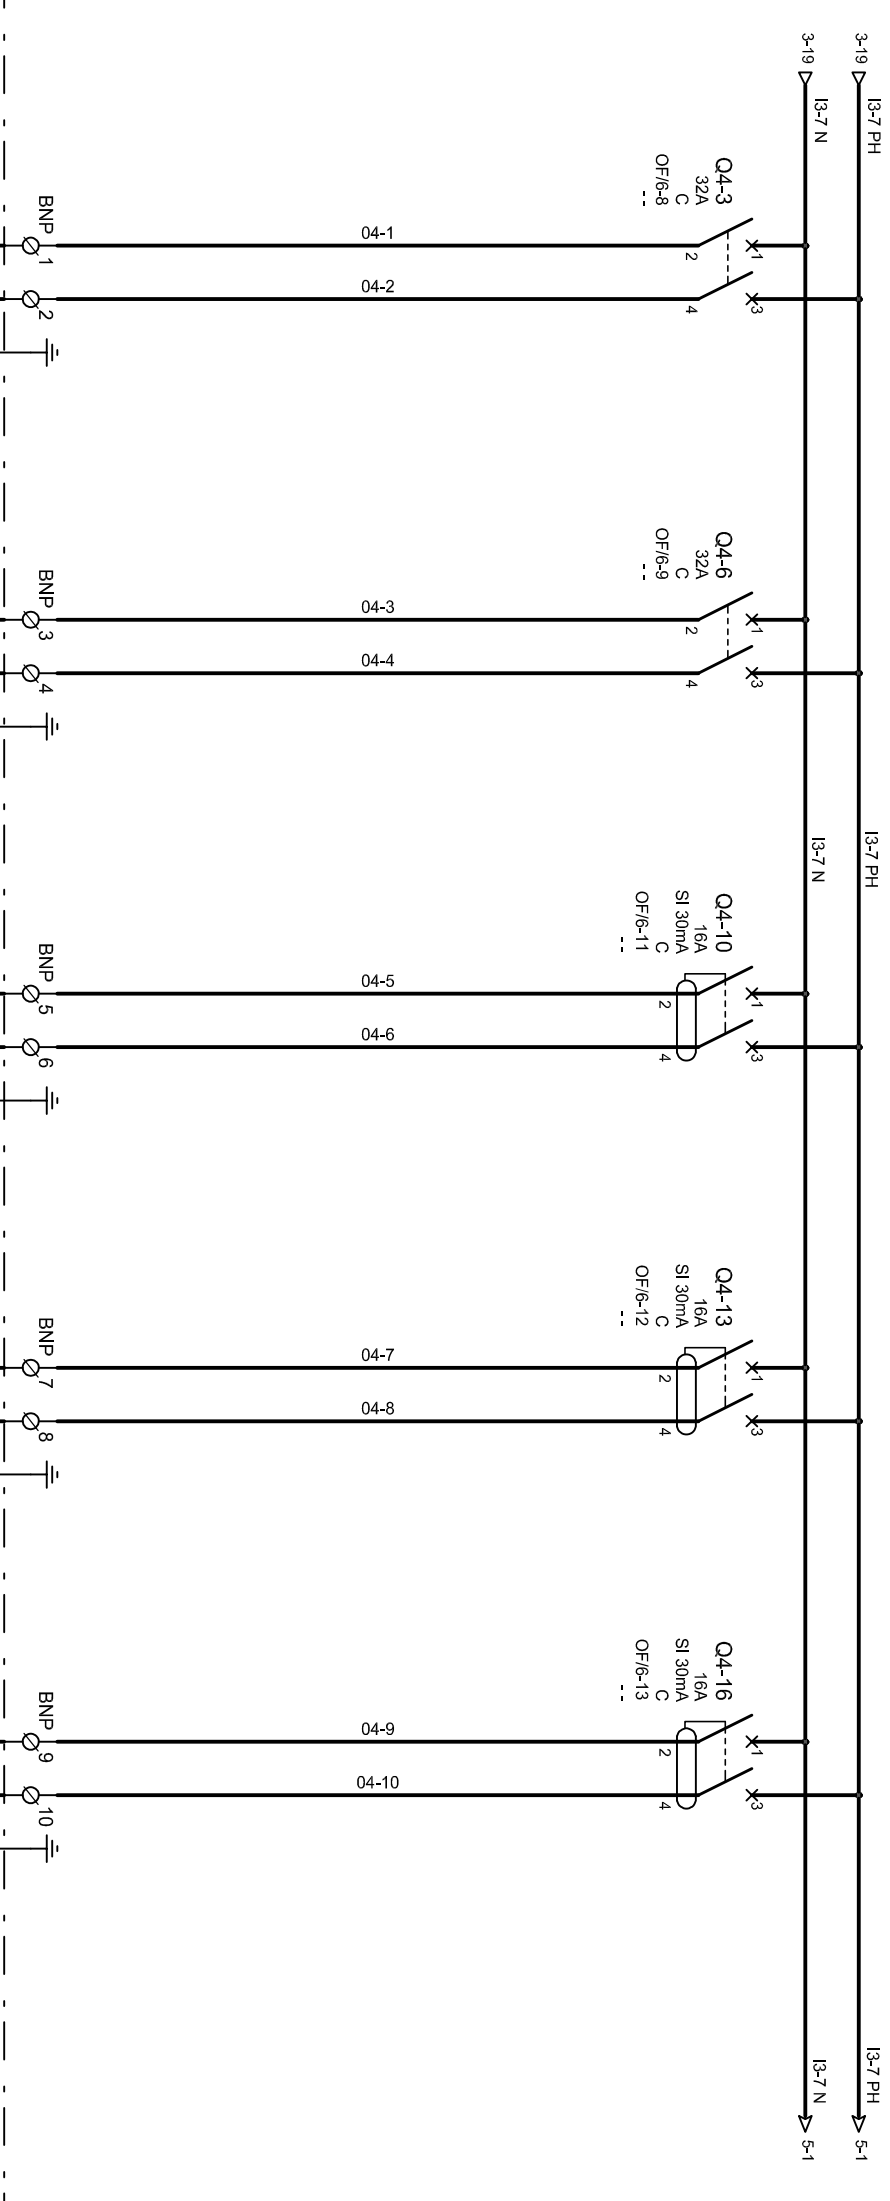 3-19
I3-7 PH
3-19
I3-7 N
Q4-3
32A
C
OF/6-8
--
1
2
3
4
04-1
04-2
BNP
1
2
Q4-6
32A
C
OF/6-9
--
1
2
3
4
04-3
04-4
BNP
3
4
I3-7 PH
I3-7 N
Q4-10
16A
SI 30mA
C
OF/6-11
--
1
2
3
4
04-5
04-6
BNP
5
6
Q4-13
16A
SI 30mA
C
OF/6-12
--
1
2
3
4
04-7
04-8
BNP
7
8
Q4-16
16A
SI 30mA
C
OF/6-13
--
1
2
3
4
04-9
04-10
BNP
9
10
I3-7 PH
5-1
I3-7 N
5-1